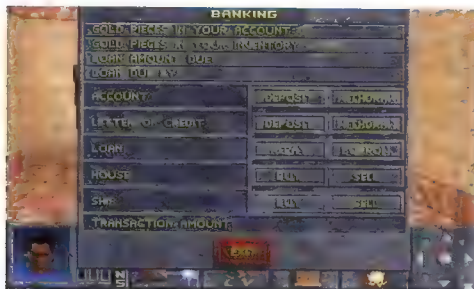 BANKING
GOLD PIECES IN YOUR ACCOUNT:
GOLD PIECES IN YOUR INVENTORY:
LOAN AMOUNT DUE:
LOAN DUE BY:
ACCOUNT: DEPOSIT WITHDRAW
LETTER OF CREDIT: DEPOSIT WITHDRAW
LOAN: REPAY BORROW
HOUSE: BUY SELL
SHIP: BUY SELL
TRANSACTION AMOUNT:
EXIT
N
S